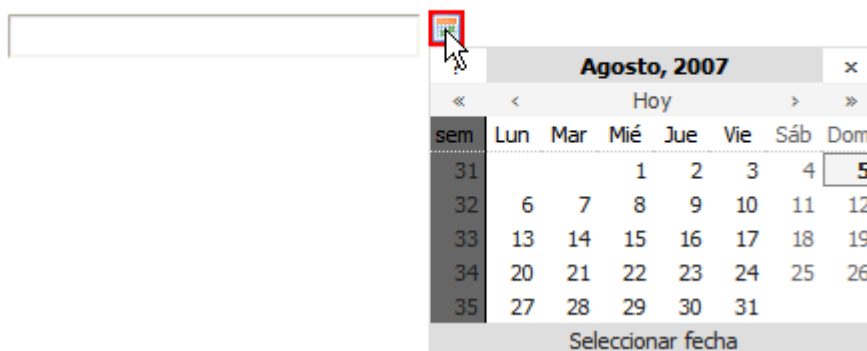 ? Agosto, 2007 ×
« ‹ Hoy › »
sem Lun Mar Mié Jue Vie Sáb Dom
31 1 2 3 4 5
32 6 7 8 9 10 11 12
33 13 14 15 16 17 18 19
34 20 21 22 23 24 25 26
35 27 28 29 30 31
Seleccionar fecha